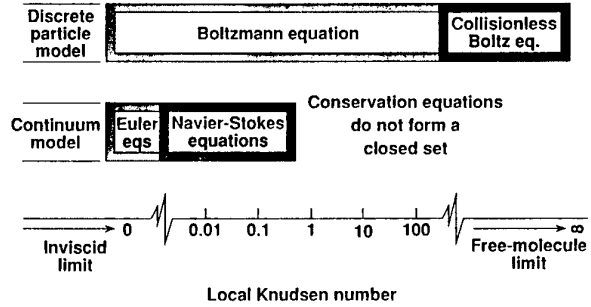 Discrete
particle
model
Boltzmann equation
Collisionless
Boltz eq.
Continuum
model
Euler
eqs
Navier-Stokes
equations
Conservation equations
do not form a
closed set
0
0.01
0.1
1
10
100
∞
Inviscid
limit
Free-molecule
limit
Local Knudsen number